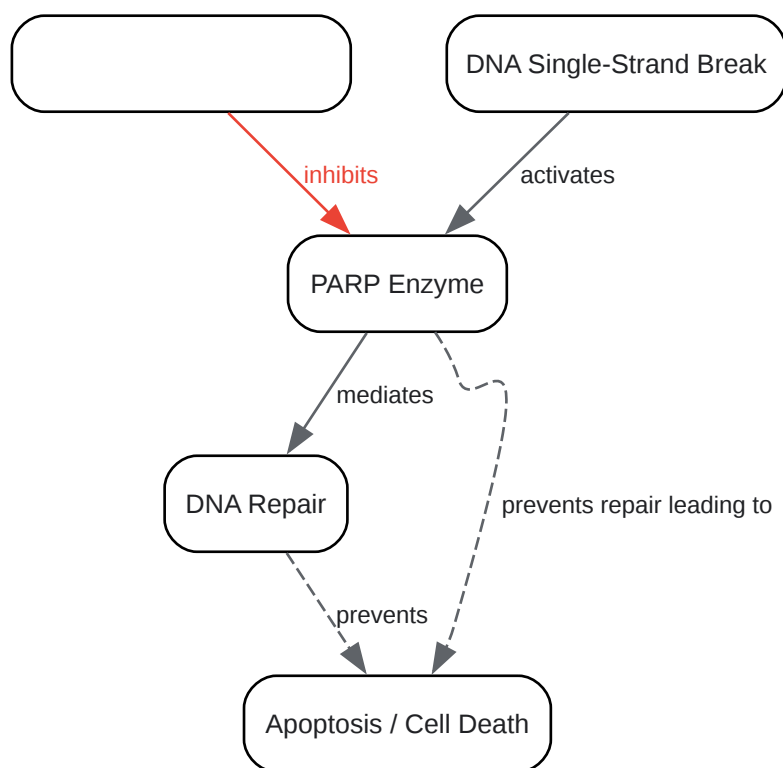 DNA Single-Strand Break
inhibits
activates
PARP Enzyme
mediates
DNA Repair
prevents repair leading to
prevents
Apoptosis / Cell Death